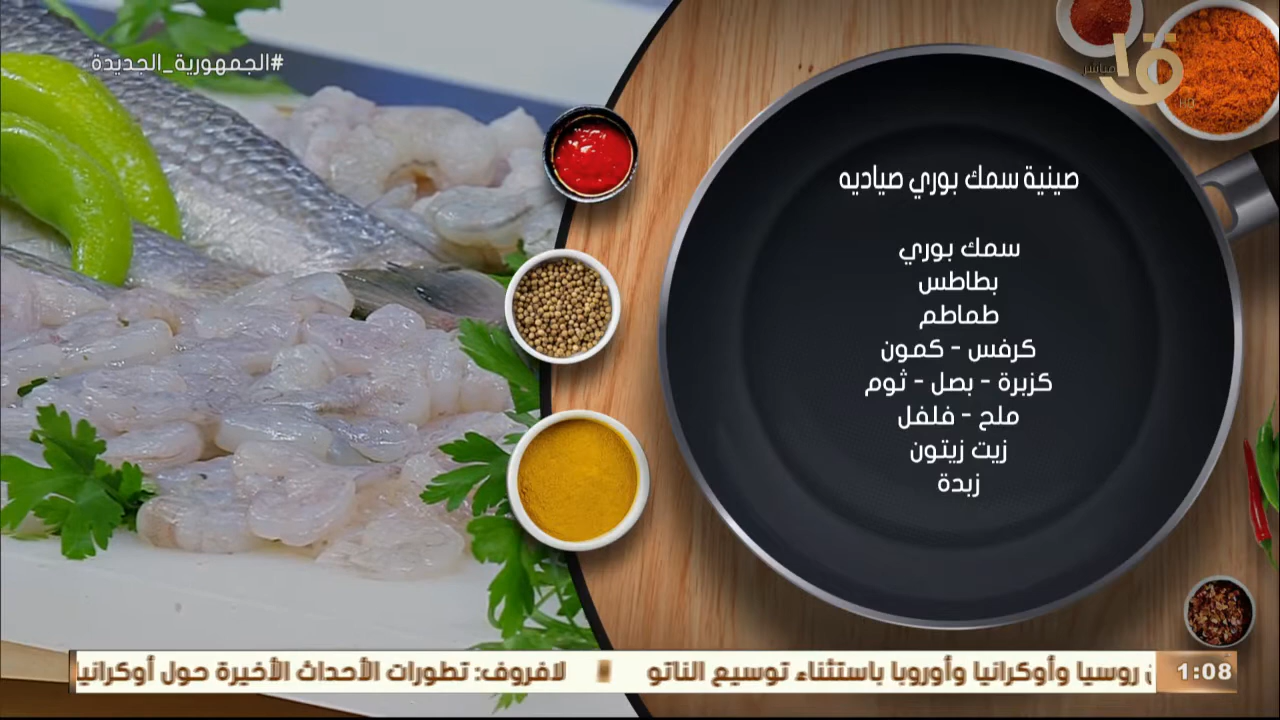 #الجمهورية_الجديدة
مباشر
صينية سمك بوري صياديه
سمك بوري
بطاطس
طماطم
كرفس - كمون
كزبرة - بصل - ثوم
ملح - فلفل
زيت زيتون
زبدة
1:08
روسيا وأوكرانيا وأوروبا باستثناء توسيع الناتو
لافروف: تطورات الأحداث الأخيرة حول أوكرانيا